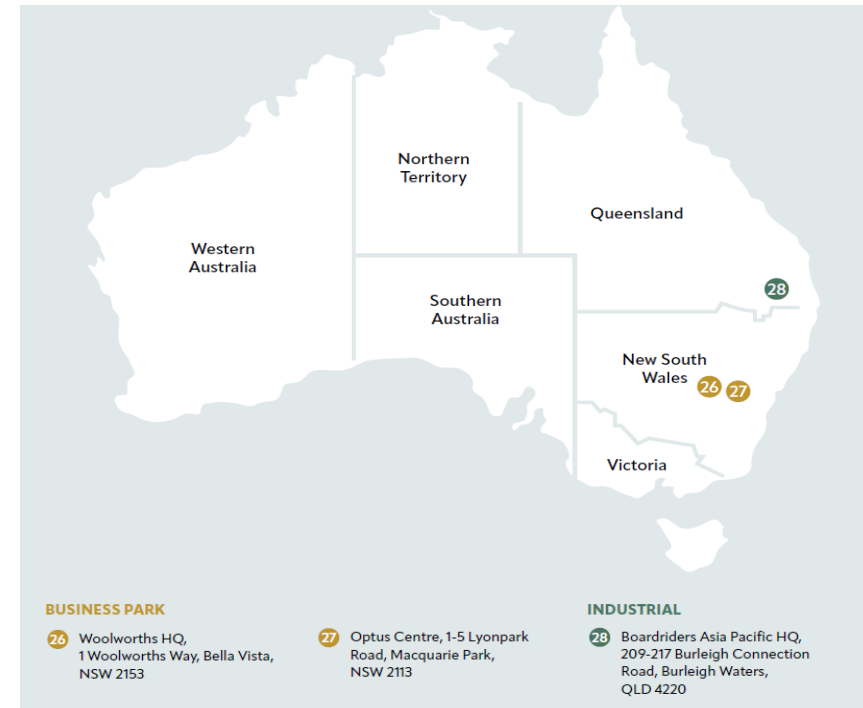 Northern
Territory
Queensland
Western
Australia
28
Southern
Australia
New South
Wales
26
27
Victoria
BUSINESS PARK
26 Woolworths HQ,
1 Woolworths Way, Bella Vista,
NSW 2153
27 Optus Centre, 1-5 Lyonpark
Road, Macquarie Park,
NSW 2113
INDUSTRIAL
28 Boardriders Asia Pacific HQ,
209-217 Burleigh Connection
Road, Burleigh Waters,
QLD 4220